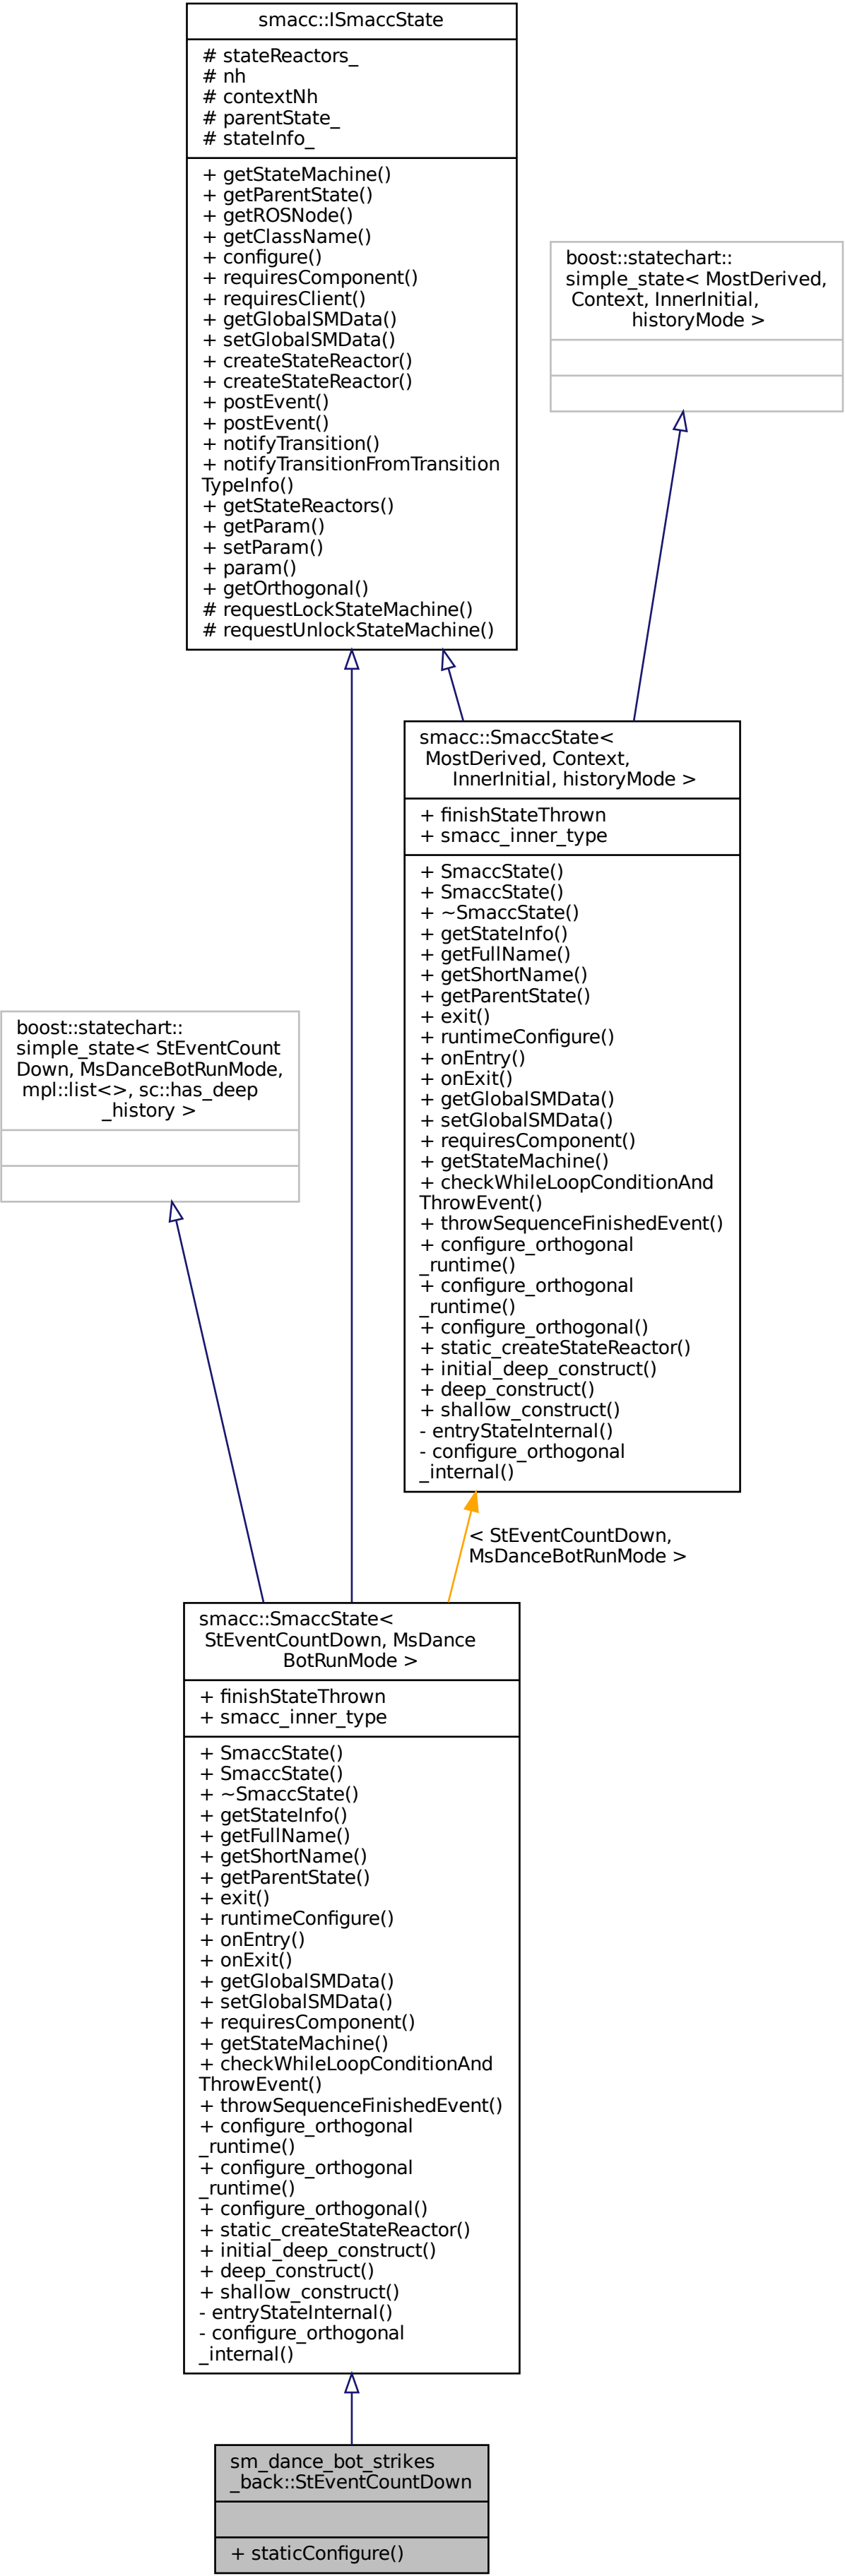 smacc::ISmaccState
# stateReactors_
# nh
# contextNh
# parentState_
# stateInfo_
+ getStateMachine()
+ getParentState()
+ getROSNode()
+ getClassName()
+ configure()
+ requiresComponent()
+ requiresClient()
+ getGlobalSMData()
+ setGlobalSMData()
+ createStateReactor()
+ createStateReactor()
+ postEvent()
+ postEvent()
+ notifyTransition()
+ notifyTransitionFromTransition
TypeInfo()
+ getStateReactors()
+ getParam()
+ setParam()
+ param()
+ getOrthogonal()
# requestLockStateMachine()
# requestUnlockStateMachine()
boost::statechart::
simple_state< MostDerived,
Context, InnerInitial,
historyMode >
smacc::SmaccState<
MostDerived, Context,
InnerInitial, historyMode >
+ finishStateThrown
+ smacc_inner_type
+ SmaccState()
+ SmaccState()
+ ~SmaccState()
+ getStateInfo()
+ getFullName()
+ getShortName()
+ getParentState()
+ exit()
+ runtimeConfigure()
+ onEntry()
+ onExit()
+ getGlobalSMData()
+ setGlobalSMData()
+ requiresComponent()
+ getStateMachine()
+ checkWhileLoopConditionAnd
ThrowEvent()
+ throwSequenceFinishedEvent()
+ configure_orthogonal
_runtime()
+ configure_orthogonal
_runtime()
+ configure_orthogonal()
+ static_createStateReactor()
+ initial_deep_construct()
+ deep_construct()
+ shallow_construct()
- entryStateInternal()
- configure_orthogonal
_internal()
boost::statechart::
simple_state< StEventCount
Down, MsDanceBotRunMode,
mpl::list<>, sc::has_deep
_history >
< StEventCountDown,
MsDanceBotRunMode >
smacc::SmaccState<
StEventCountDown, MsDance
BotRunMode >
+ finishStateThrown
+ smacc_inner_type
+ SmaccState()
+ SmaccState()
+ ~SmaccState()
+ getStateInfo()
+ getFullName()
+ getShortName()
+ getParentState()
+ exit()
+ runtimeConfigure()
+ onEntry()
+ onExit()
+ getGlobalSMData()
+ setGlobalSMData()
+ requiresComponent()
+ getStateMachine()
+ checkWhileLoopConditionAnd
ThrowEvent()
+ throwSequenceFinishedEvent()
+ configure_orthogonal
_runtime()
+ configure_orthogonal
_runtime()
+ configure_orthogonal()
+ static_createStateReactor()
+ initial_deep_construct()
+ deep_construct()
+ shallow_construct()
- entryStateInternal()
- configure_orthogonal
_internal()
sm_dance_bot_strikes
_back::StEventCountDown
+ staticConfigure()